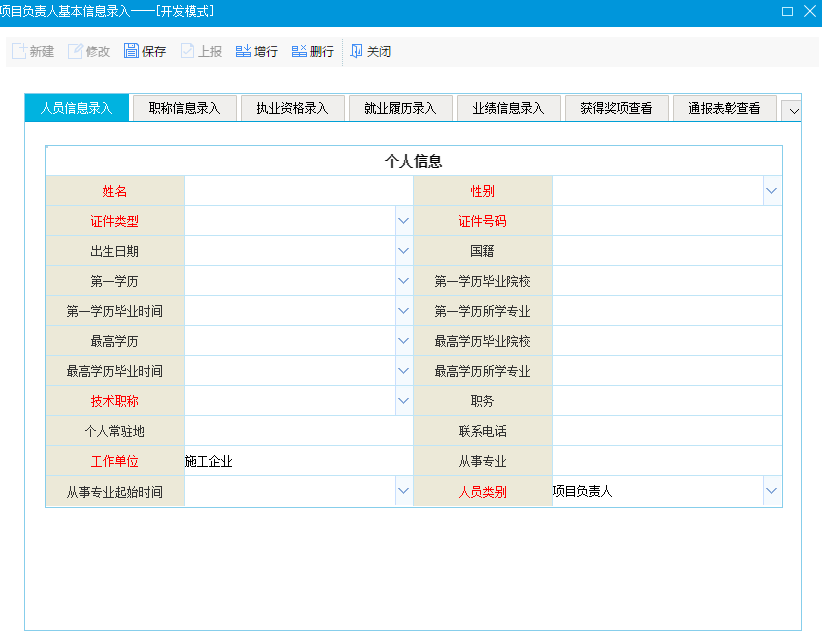 项目负责人基本信息录入——[开发模式]
新建 修改 保存 上报 增行 删行 关闭
人员信息录入 职称信息录入 执业资格录入 就业履历录入 业绩信息录入 获得奖项查看 通报表彰查看
个人信息
姓名 性别
证件类型 证件号码
出生日期 国籍
第一学历 第一学历毕业院校
第一学历毕业时间 第一学历所学专业
最高学历 最高学历毕业院校
最高学历毕业时间 最高学历所学专业
技术职称 职务
个人常驻地 联系电话
工作单位 施工企业 从事专业
从事专业起始时间 人员类别 项目负责人